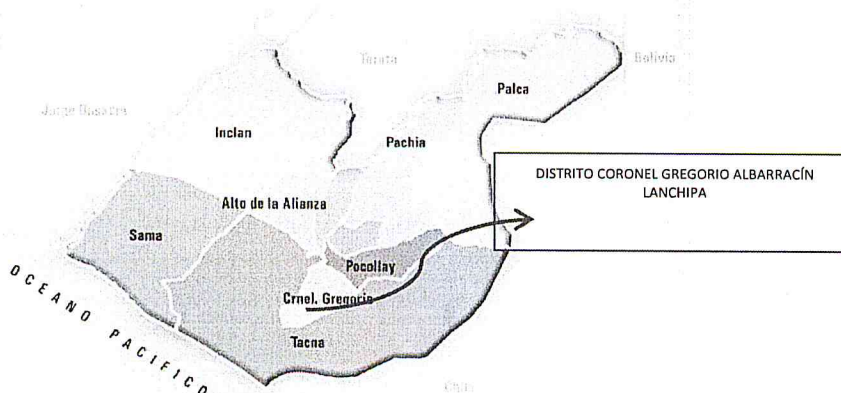 Tarata
Bolivia
Palca
Jorge Basadre
Inclan
Pachia
DISTRITO CORONEL GREGORIO ALBARRACÍN
LANCHIPA
Alto de la Alianza
Sama
Pocollay
Crnel. Gregorio
Tacna
OCEANO PACIFICO
Chile